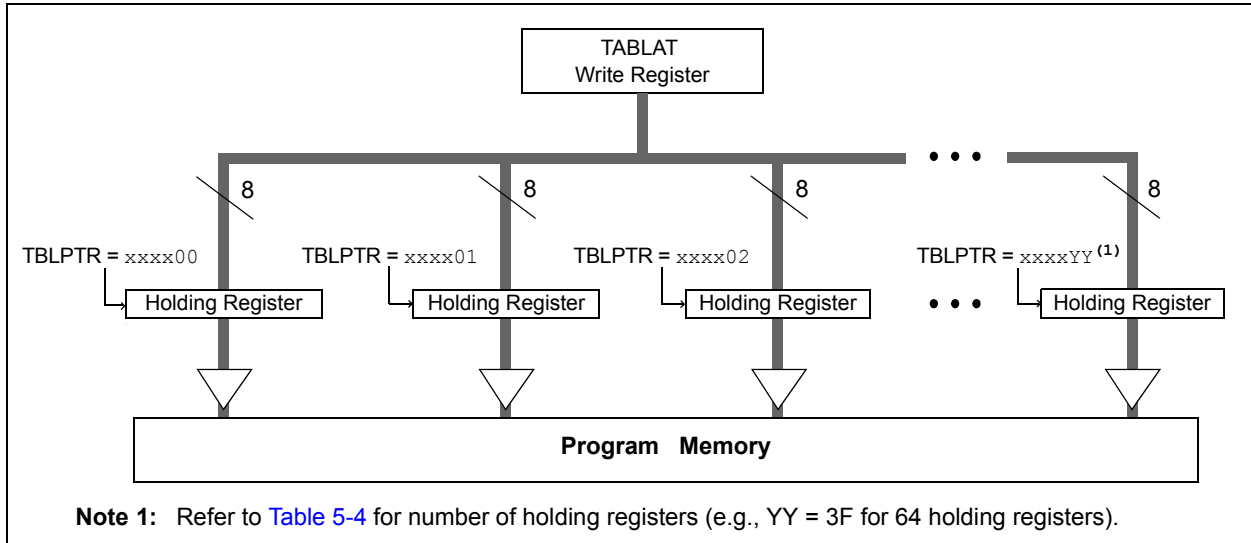 TABLAT
Write Register
8 8 8 8
TBLPTR = xxxx00 TBLPTR = xxxx01 TBLPTR = xxxx02 TBLPTR = xxxxYY(1)
Holding Register Holding Register Holding Register Holding Register
Program Memory
Note 1: Refer to Table 5-4 for number of holding registers (e.g., YY = 3F for 64 holding registers).